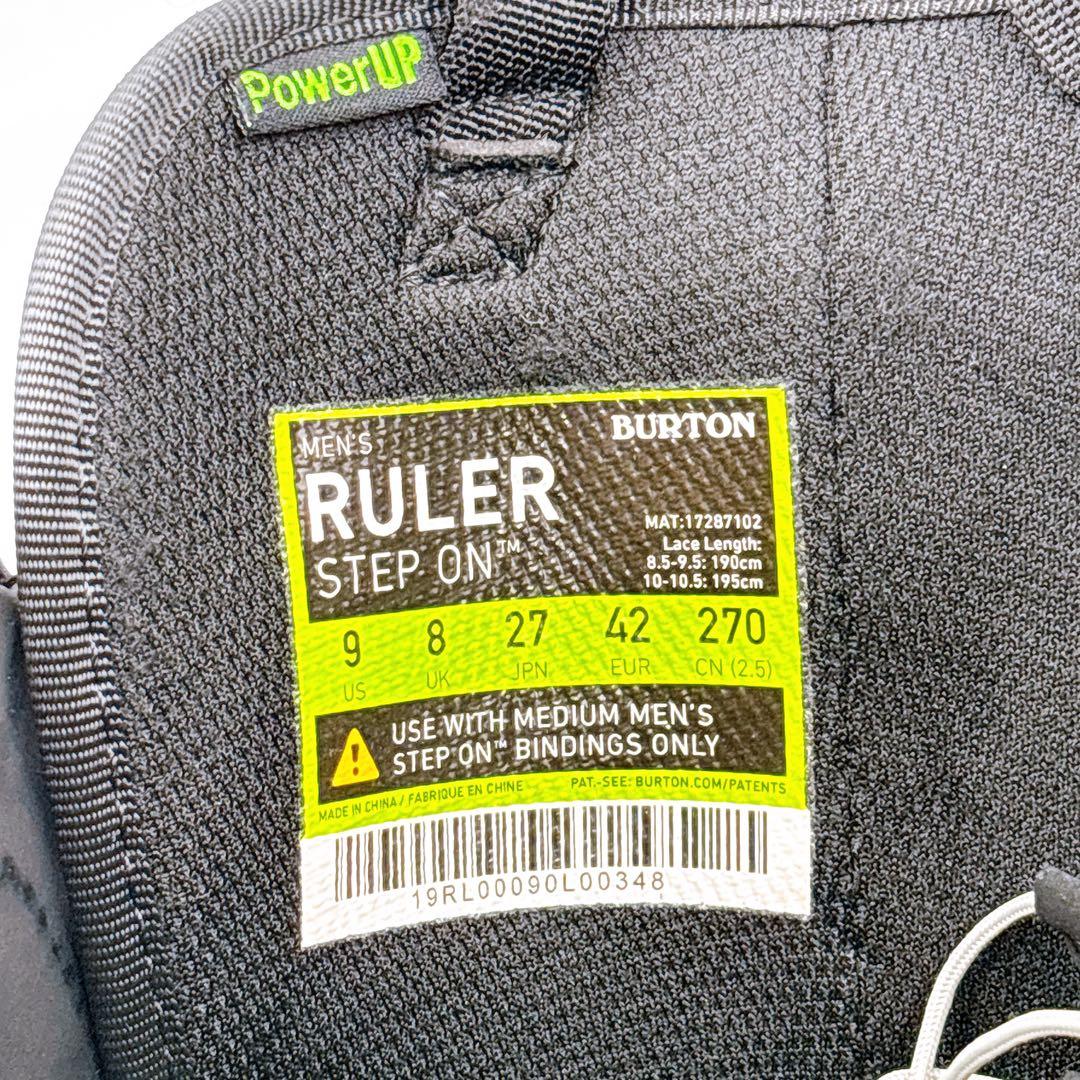 PowerUP
MEN'S
BURTON
RULER
STEP ON™
MAT:17287102
Lace Length:
8.5-9.5: 190cm
10-10.5: 195cm
9 8 27 42 270
US UK JPN EUR CN (2.5)
USE WITH MEDIUM MEN'S
STEP ON™ BINDINGS ONLY
MADE IN CHINA / FABRIQUE EN CHINE
PAT.-SEE: BURTON.COM/PATENTS
19RL00090L00348